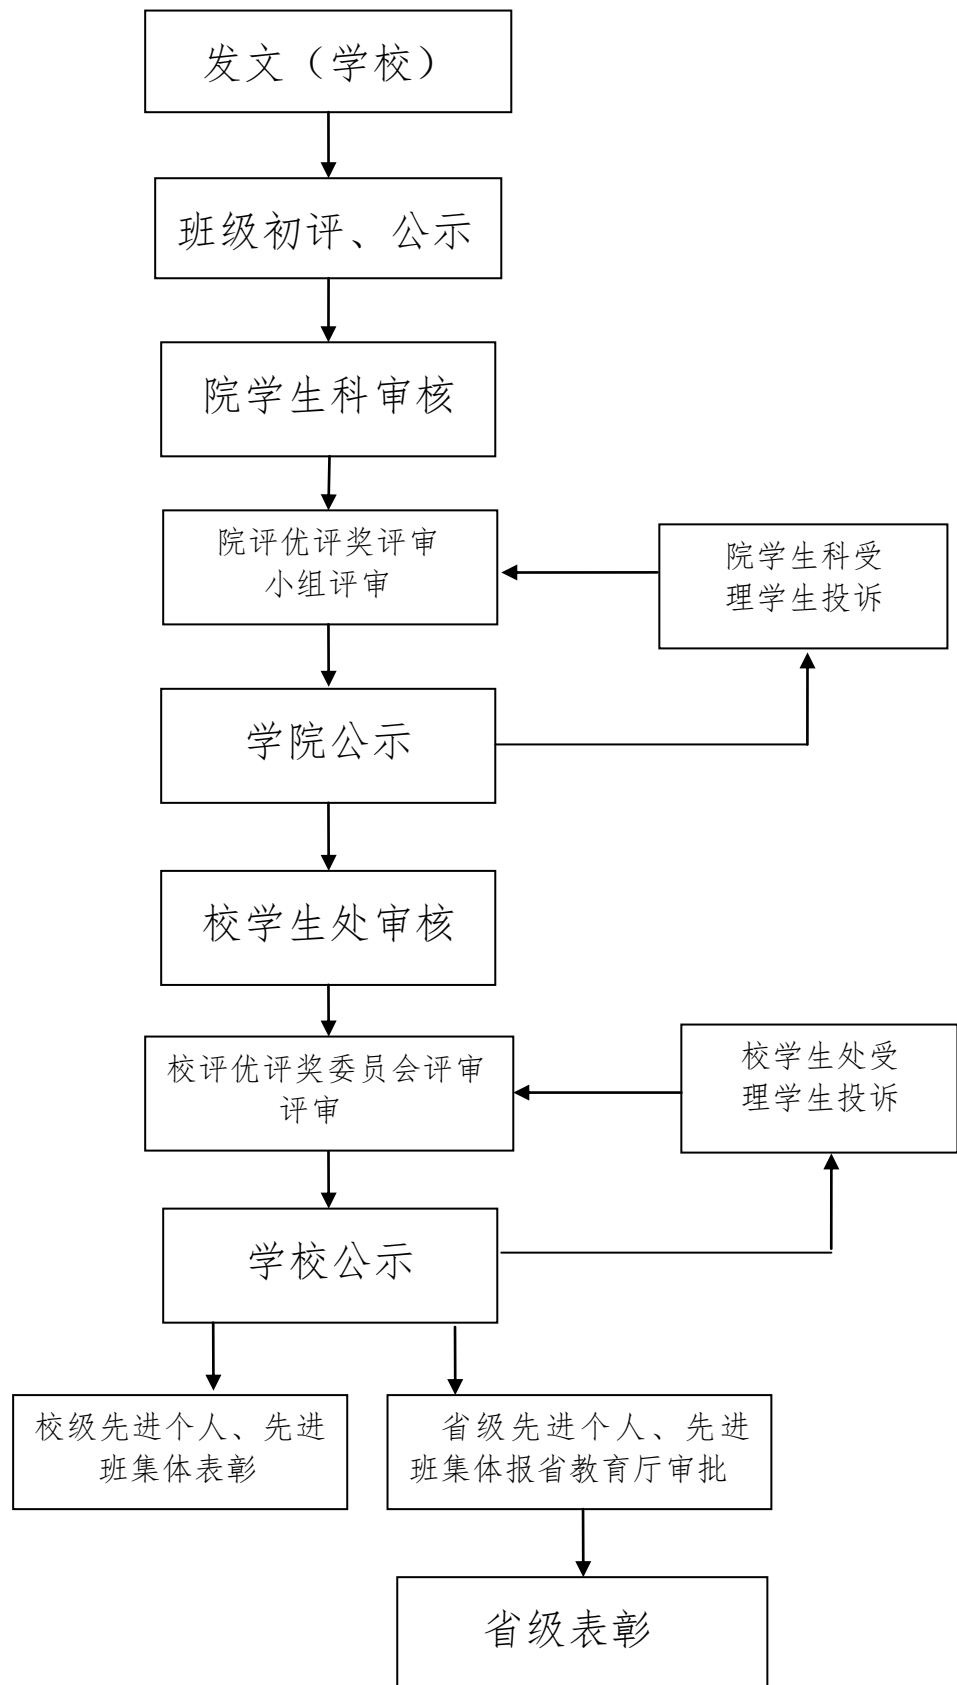 发文（学校）
班级初评、公示
院学生科审核
院评优评奖评审
小组评审
院学生科受
理学生投诉
学院公示
校学生处审核
校评优评奖委员会评审
评审
校学生处受
理学生投诉
学校公示
校级先进个人、先进
班集体表彰
省级先进个人、先进
班集体报省教育厅审批
省级表彰